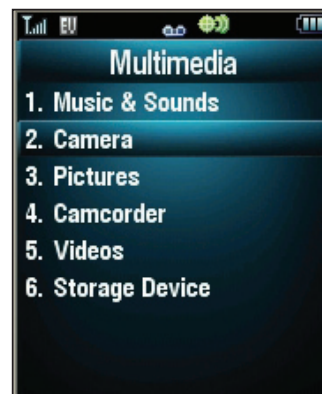 EV
Multimedia
1. Music & Sounds
2. Camera
3. Pictures
4. Camcorder
5. Videos
6. Storage Device